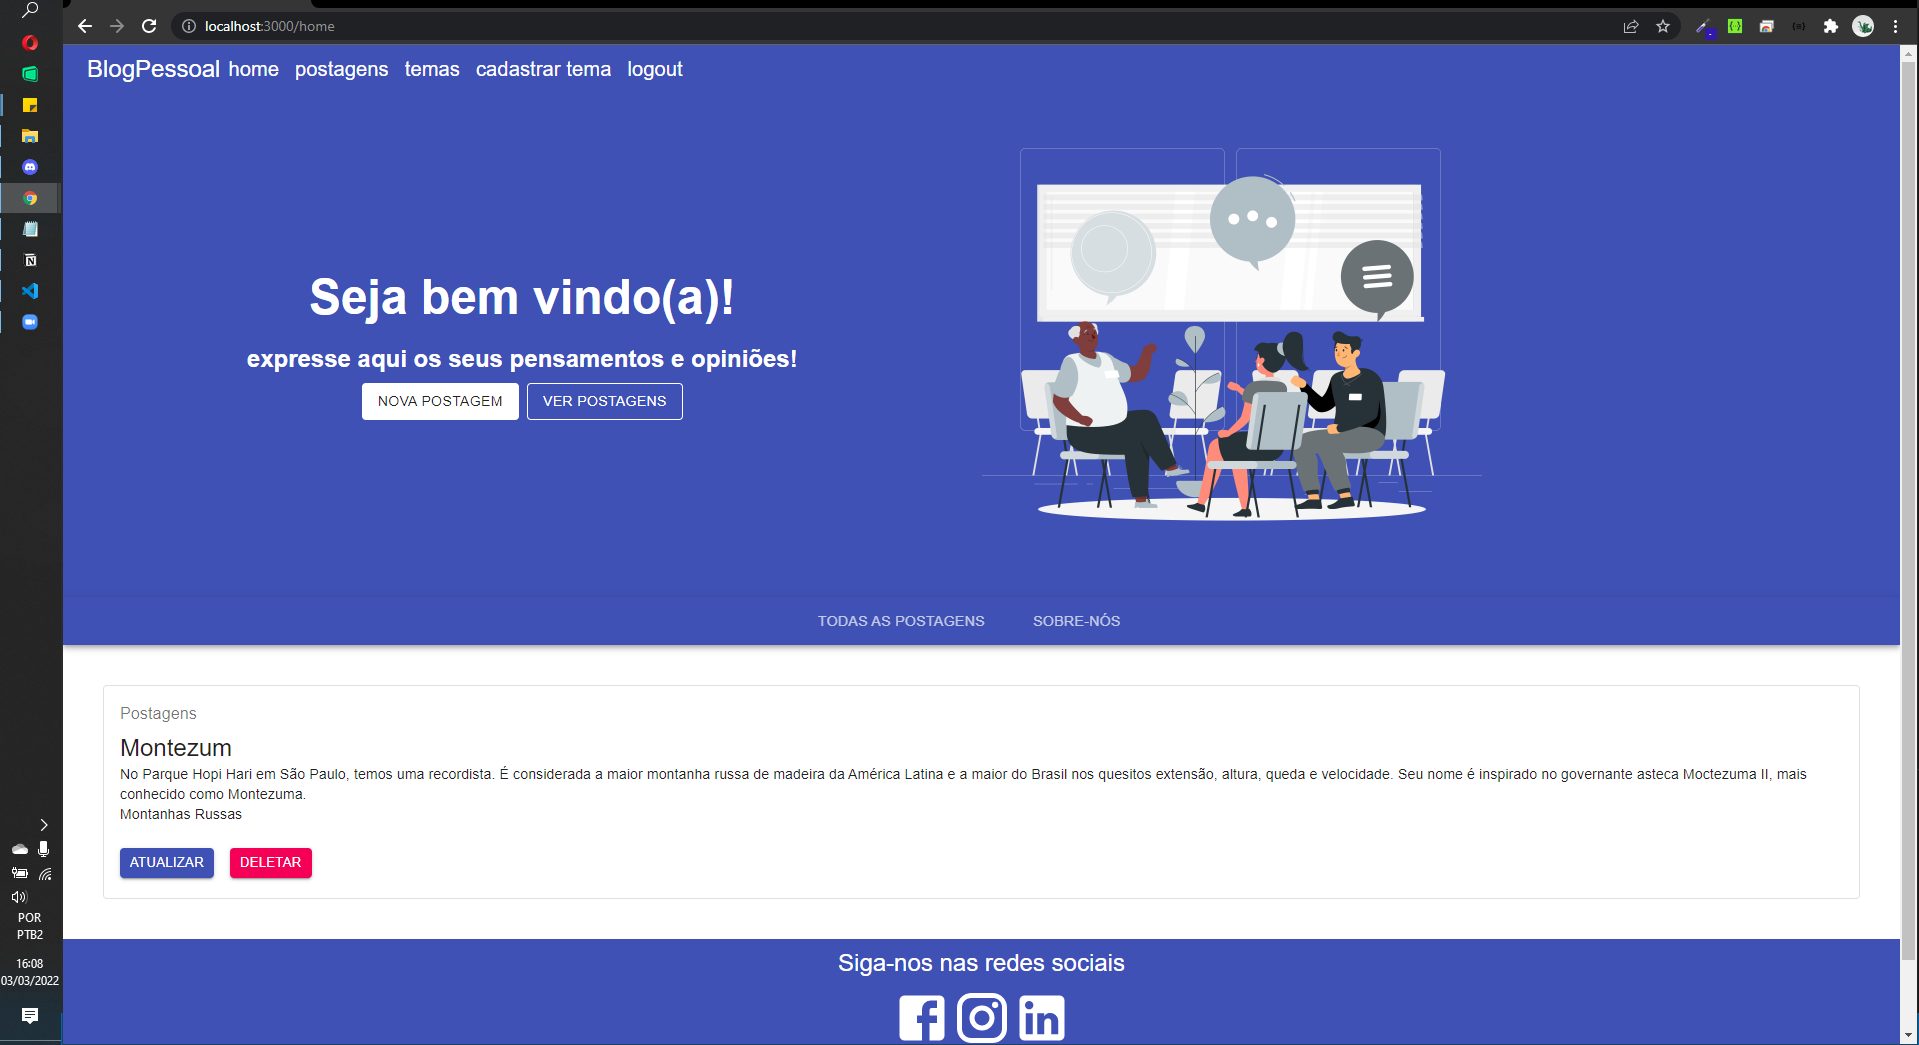 localhost:3000/home
BlogPessoal home postagens temas cadastrar tema logout
Seja bem vindo(a)!
expresse aqui os seus pensamentos e opiniões!
NOVA POSTAGEM VER POSTAGENS
TODAS AS POSTAGENS SOBRE-NÓS
Postagens
Montezum
No Parque Hopi Hari em São Paulo, temos uma recordista. É considerada a maior montanha russa de madeira da América Latina e a maior do Brasil nos quesitos extensão, altura, queda e velocidade. Seu nome é inspirado no governante asteca Moctezuma II, mais
conhecido como Montezuma.
Montanhas Russas
ATUALIZAR DELETAR
Siga-nos nas redes sociais
POR
PTB2
16:08
03/03/2022